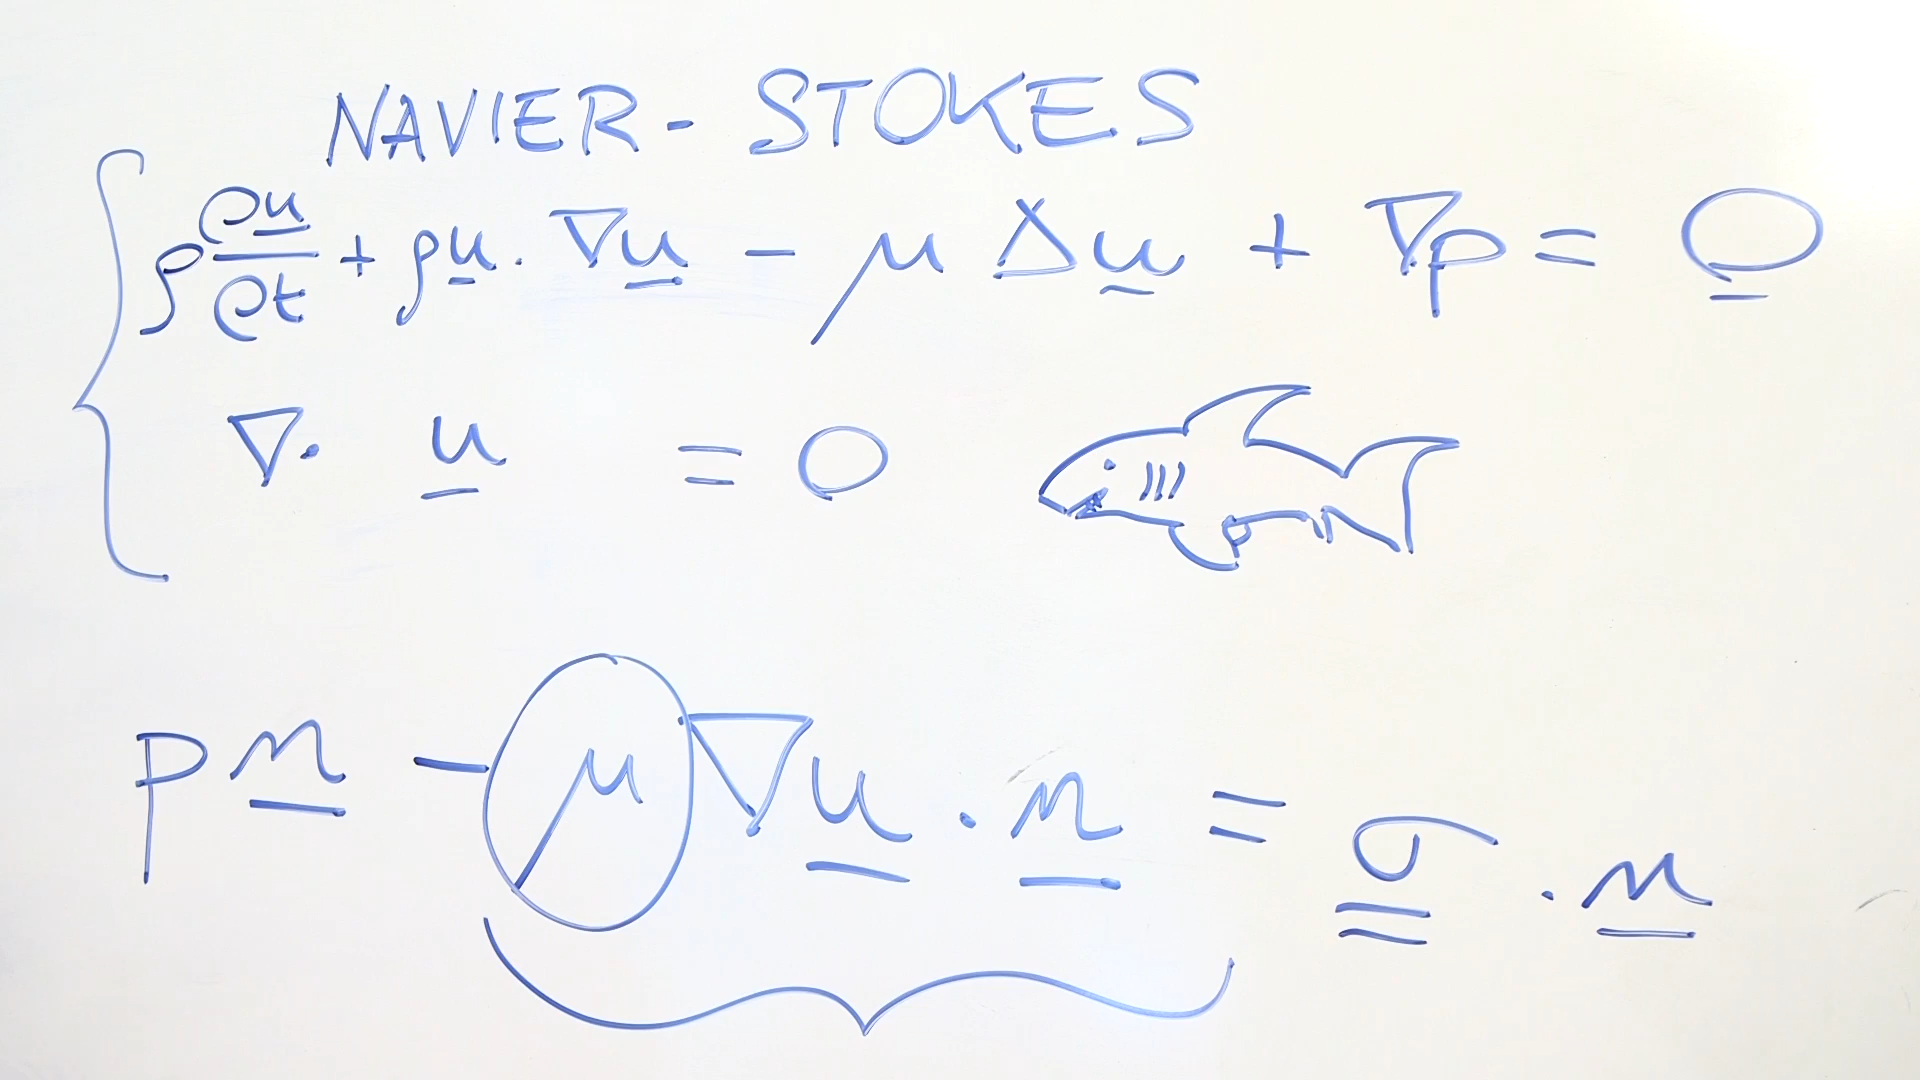 NAVIER - STOKES
ρ ∂u̲/∂t + ρu̲ · ∇u̲ - μ Δu̲ + ∇p = 0̲
∇· u̲ = 0
p n̲ - μ ∇u̲ · n̲ = σ̳ · n̲